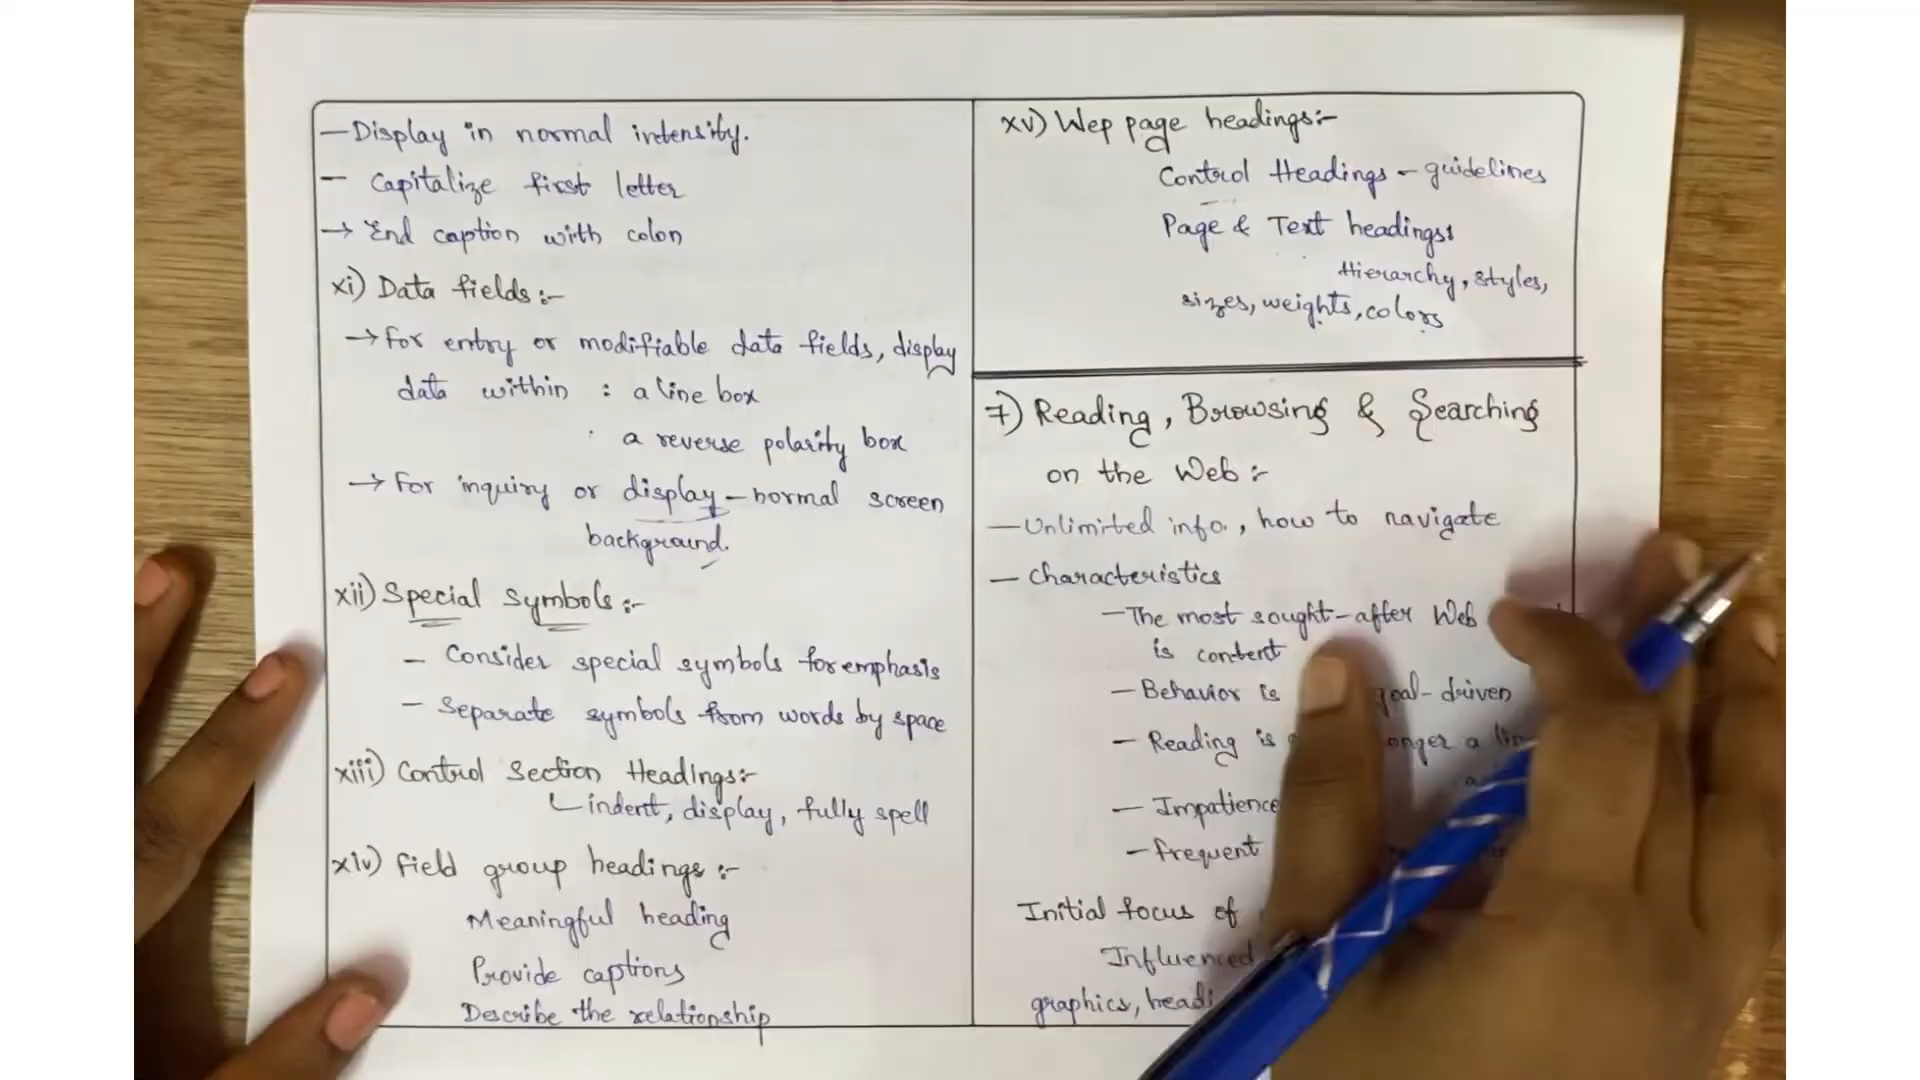 — Display in normal intensity.
— Capitalize first letter
→ End caption with colon
xi) Data fields :-
→ For entry or modifiable data fields, display
data within : a line box
a reverse polarity box
→ For inquiry or display – normal screen
background.
xii) Special Symbols :-
— Consider special symbols for emphasis
— Separate symbols from words by space
xiii) Control Section Headings :-
indent, display, fully spell
xiv) Field group headings :-
Meaningful heading
Provide captions
Describe the relationship
xv) Wep page headings :-
Control Headings – guidelines
Page & Text headings:
Hierarchy, styles,
sizes, weights, colors
7) Reading, Browsing & Searching
on the Web :-
— Unlimited info., how to navigate
— Characteristics
— The most sought-after Web
is content
— Behavior is goal-driven
— Reading is a
— Impatience
— Frequent
Initial focus of
Influenced
graphics,